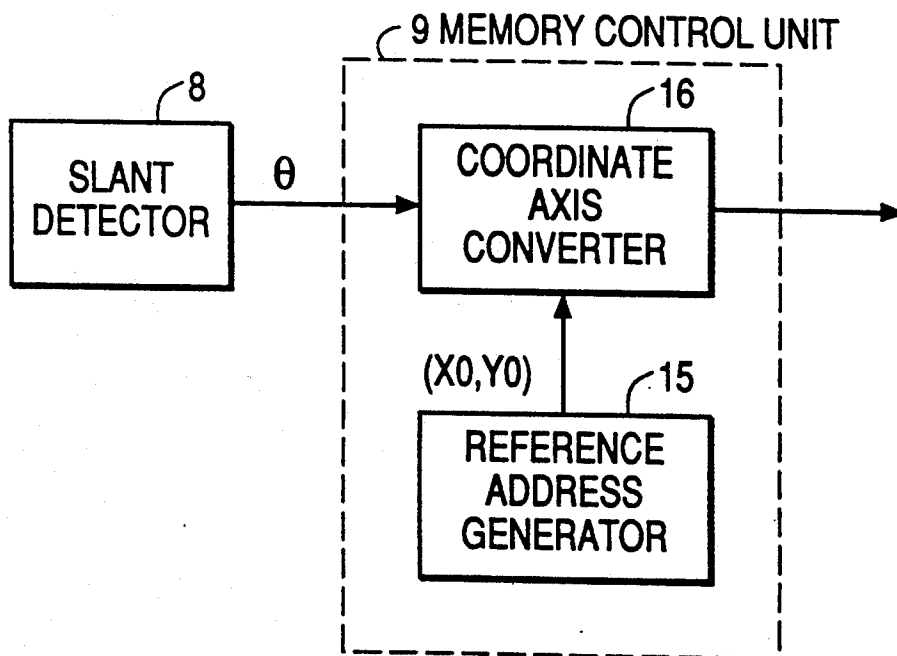 9 MEMORY CONTROL UNIT
8
16
SLANT
DETECTOR
θ
COORDINATE
AXIS
CONVERTER
(X0,Y0)
15
REFERENCE
ADDRESS
GENERATOR